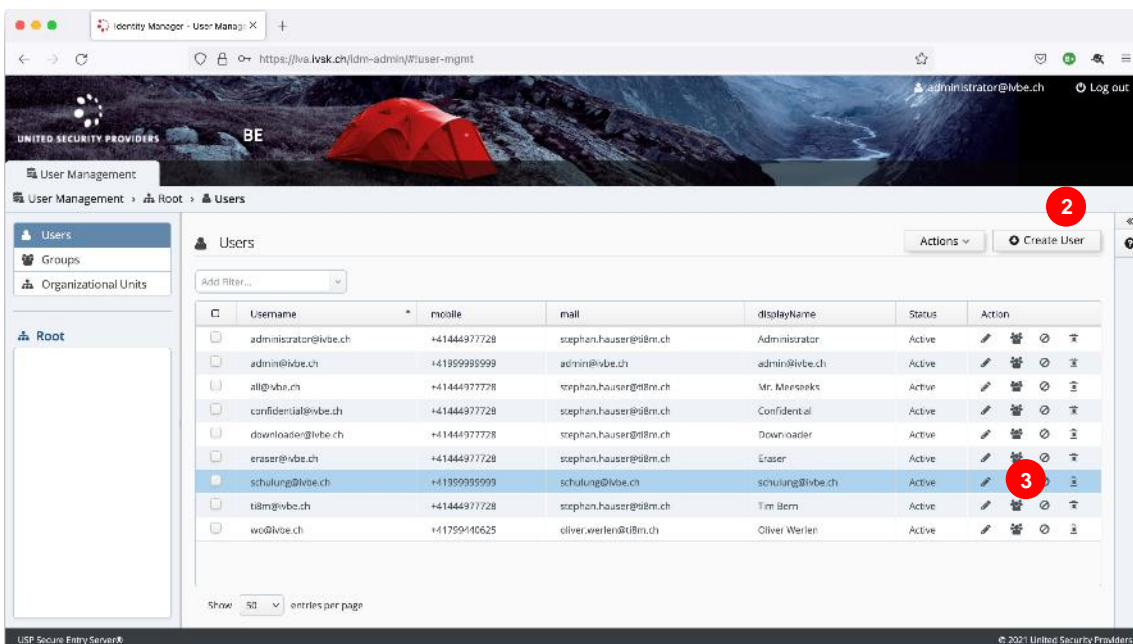 Identity Manager - User Manag
https://iva.ivsk.ch/idm-admin/#!user-mgmt
administrator@ivbe.ch Log out
UNITED SECURITY PROVIDERS
BE
User Management
User Management › Root › Users
2
Users
Groups
Organizational Units
Root
Users
Actions
Create User
Add Filter...
Username mobile mail displayName Status Action
administrator@ivbe.ch +41444977728 stephan.hauser@ti8m.ch Administrator Active
admin@ivbe.ch +41999999999 admin@ivbe.ch admin@ivbe.ch Active
all@ivbe.ch +41444977728 stephan.hauser@ti8m.ch Mr. Meeseeks Active
confidential@ivbe.ch +41444977728 stephan.hauser@ti8m.ch Confidential Active
downloader@ivbe.ch +41444977728 stephan.hauser@ti8m.ch Downloader Active
eraser@ivbe.ch +41444977728 stephan.hauser@ti8m.ch Eraser Active
schulung@ivbe.ch +41999999999 schulung@ivbe.ch schulung@ivbe.ch Active
3
ti8m@ivbe.ch +41444977728 stephan.hauser@ti8m.ch Tim Bern Active
wo@ivbe.ch +41799440625 oliver.werlen@ti8m.ch Oliver Werlen Active
Show 50 entries per page
USP Secure Entry Server® © 2021 United Security Providers